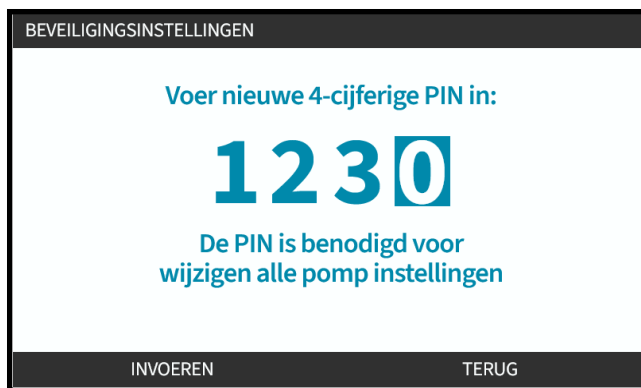 BEVEILIGINGSINSTELLINGEN
Voer nieuwe 4-cijferige PIN in:
1230
De PIN is benodigd voor
wijzigen alle pomp instellingen
INVOEREN TERUG